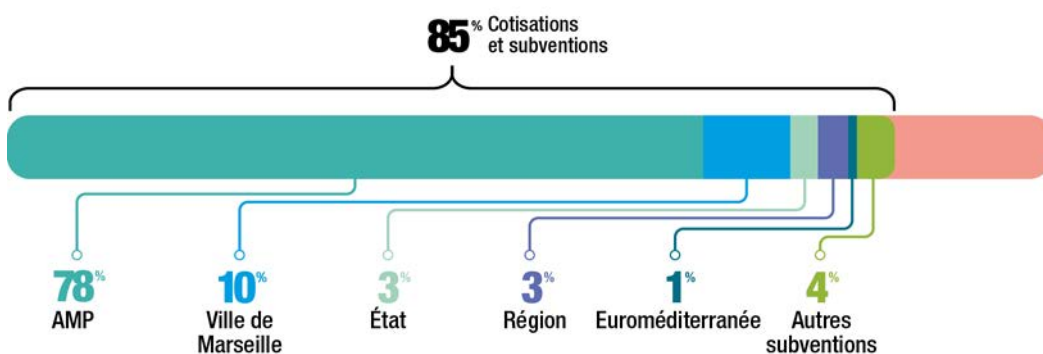 85% Cotisations
et subventions
78% 10% 3% 3% 1% 4%
AMP Ville de Marseille État Région Euroméditerranée Autres subventions